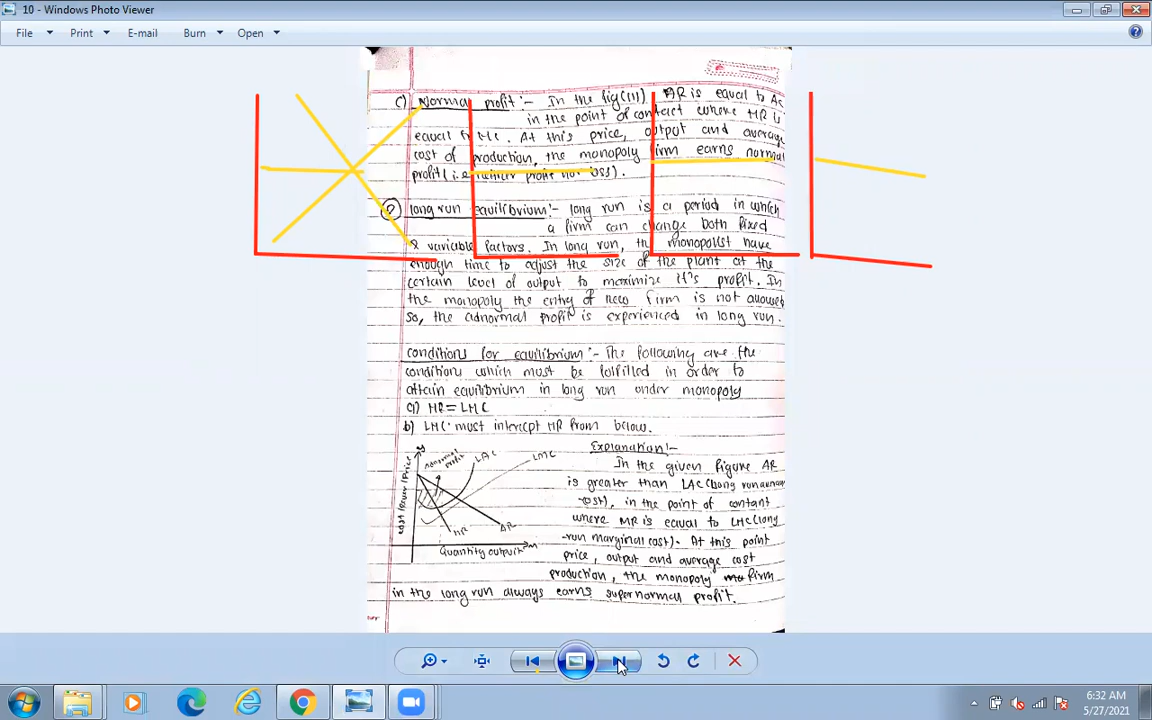 10 - Windows Photo Viewer
File Print E-mail Burn Open
c) Normal profit :- In the fig(III) AR is equal to AC
in the point of contact where MR is
equal MC. At this price, output and average
cost of production, the monopoly firm earns normal
profit (i.e neither profit nor loss).
② long run equilibrium :- long run is a period in which
a firm can change both fixed
& variable factors. In long run, the monopolist have
enough time to adjust the size of the plant at the
certain level of output to maximize it's profit. In
the monopoly the entry of new firm is not allowed
so, the adnormal profit is experienced in long run.
conditions for equilibrium :- The following are the
conditions which must be fulfilled in order to
attain equilibrium in long run under monopoly
a) MR = LMC
b) LMC must intercept MR from below.
Explanation :-
In the given figure AR
is greater than LAC (long run
cost), in the point of contant
where MR is equal to LMC (long
-run marginal cost). At this point
price, output and average cost
production, the monopoly firm
in the long run always earns supernormal profit.
y
cost /Price
profit
LAC
LMC
MR
AR
Quantity output
6:32 AM
5/27/2021